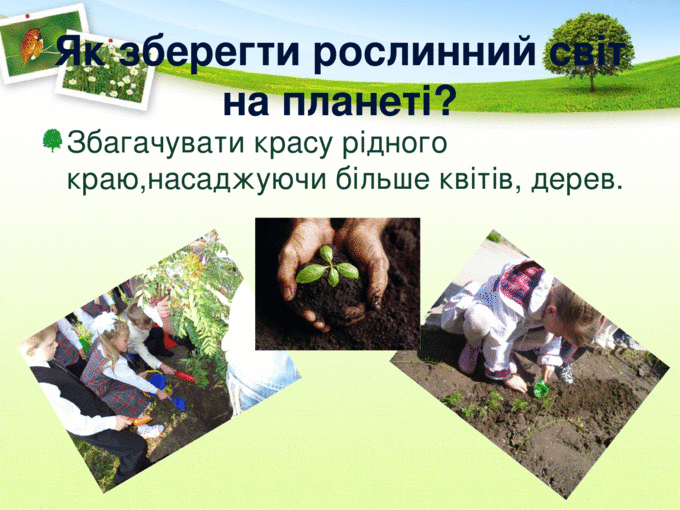 Як зберегти рослинний світ
на планеті?
Збагачувати красу рідного
краю,насаджуючи більше квітів, дерев.